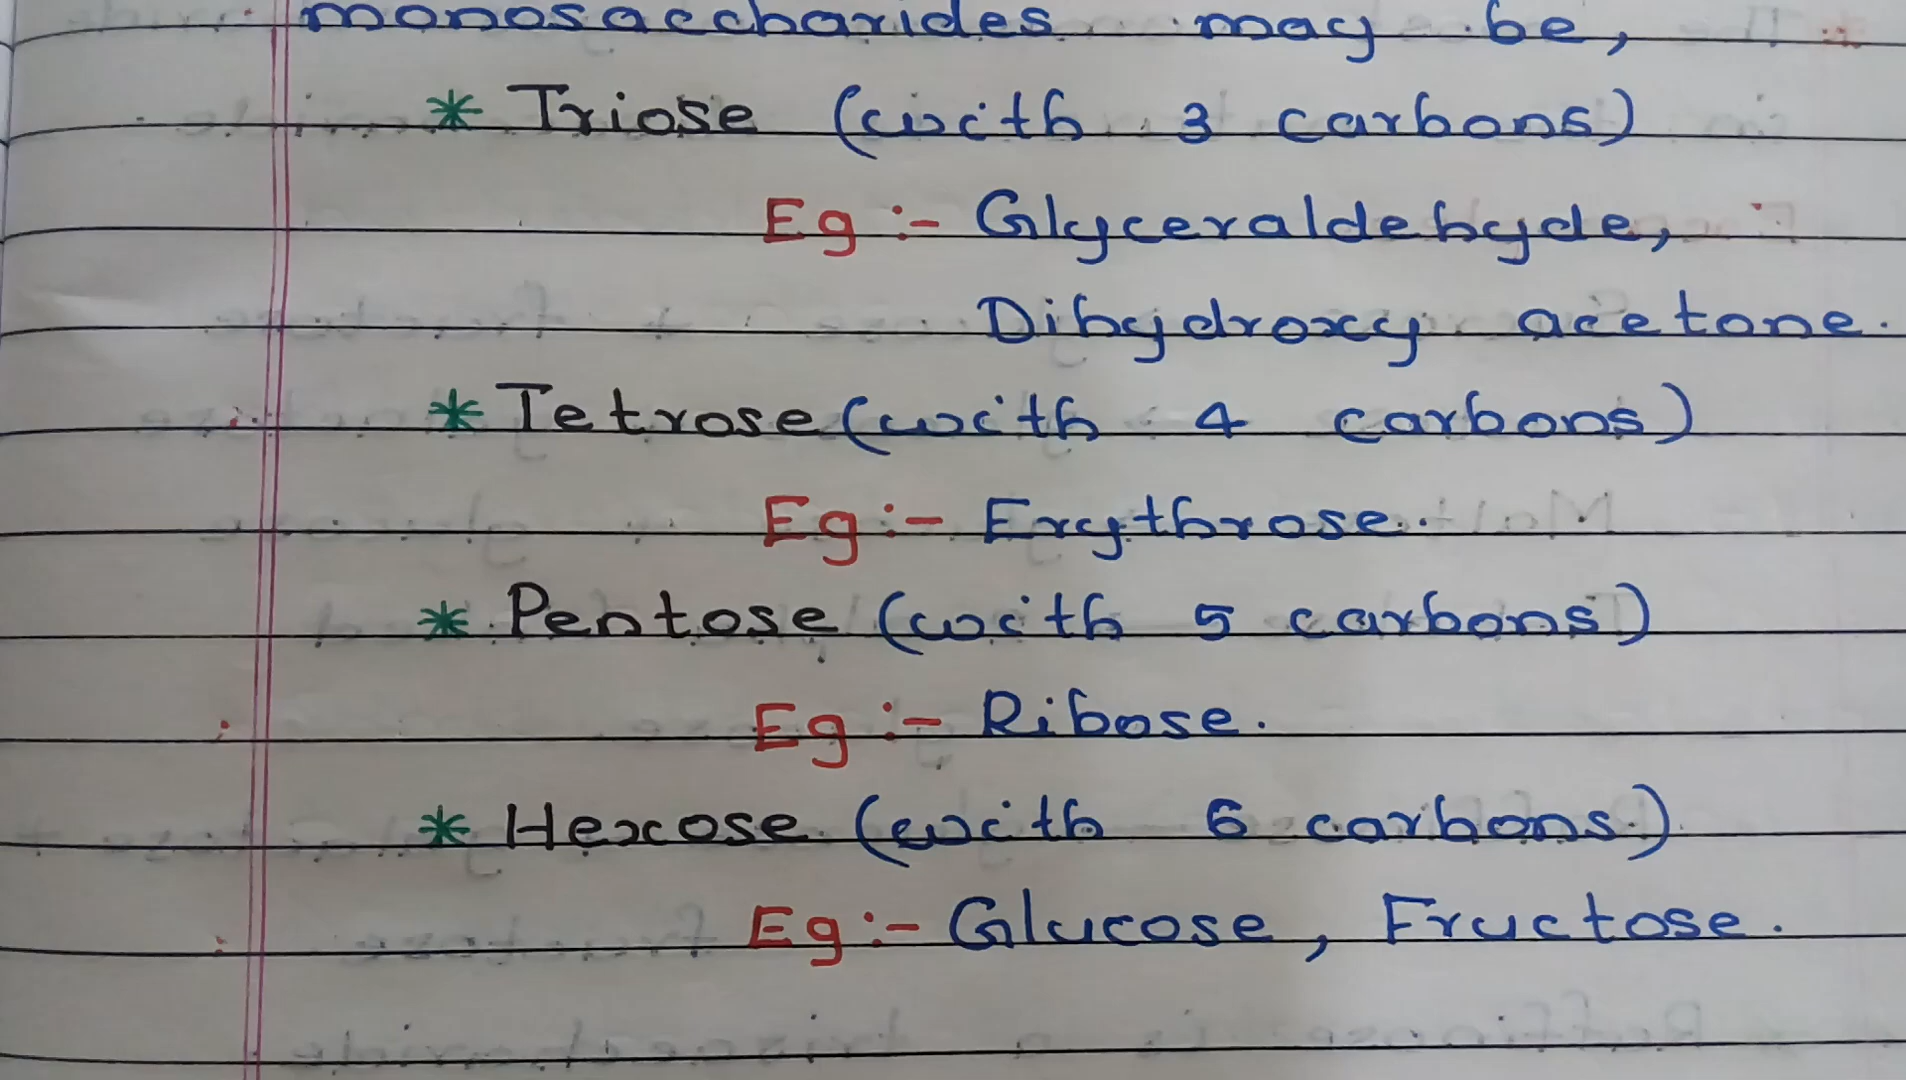 monosaccharides may be,
* Triose (with 3 carbons)
Eg :- Glyceraldehyde,
Dihydroxy acetone.
* Tetrose (with 4 carbons)
Eg :- Erythrose.
* Pentose (with 5 carbons)
Eg :- Ribose.
* Hexose (with 6 carbons)
Eg :- Glucose, Fructose.